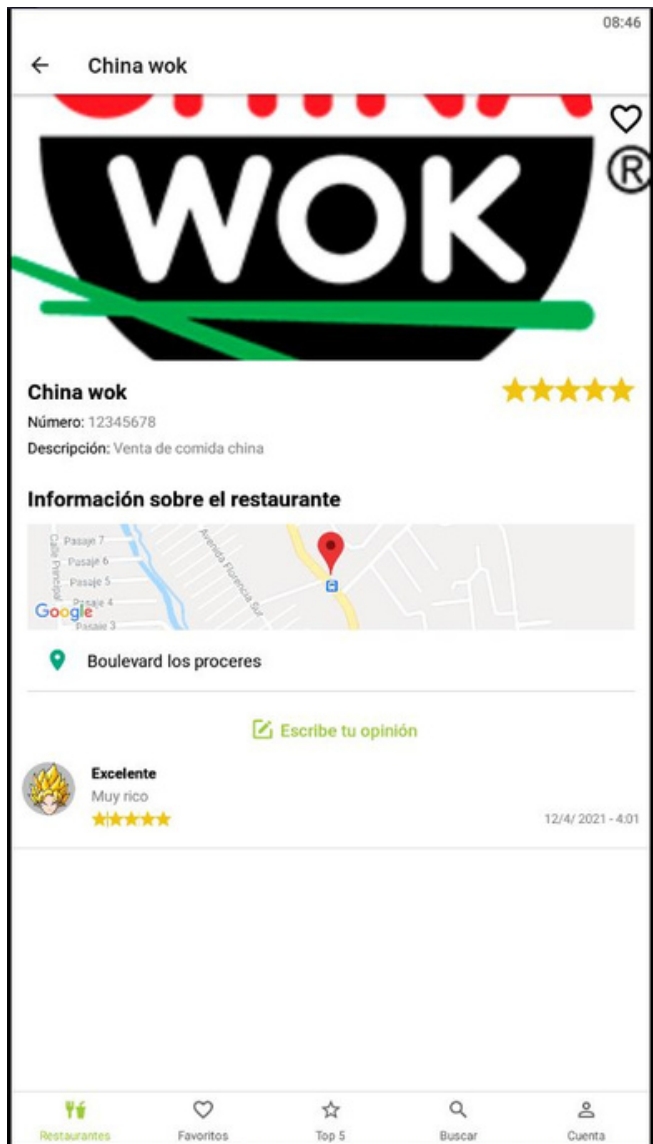 08:46
China wok
CHINA
WOK
®
China wok
Número: 12345678
Descripción: Venta de comida china
Información sobre el restaurante
Pasaje 7
Pasaje 6
Pasaje 5
Pasaje 4
Pasaje 3
Calle Principal
Avenida Florencia Sur
Google
Boulevard los proceres
Escribe tu opinión
Excelente
Muy rico
12/4/ 2021 - 4:01
Restaurantes Favoritos Top 5 Buscar Cuenta